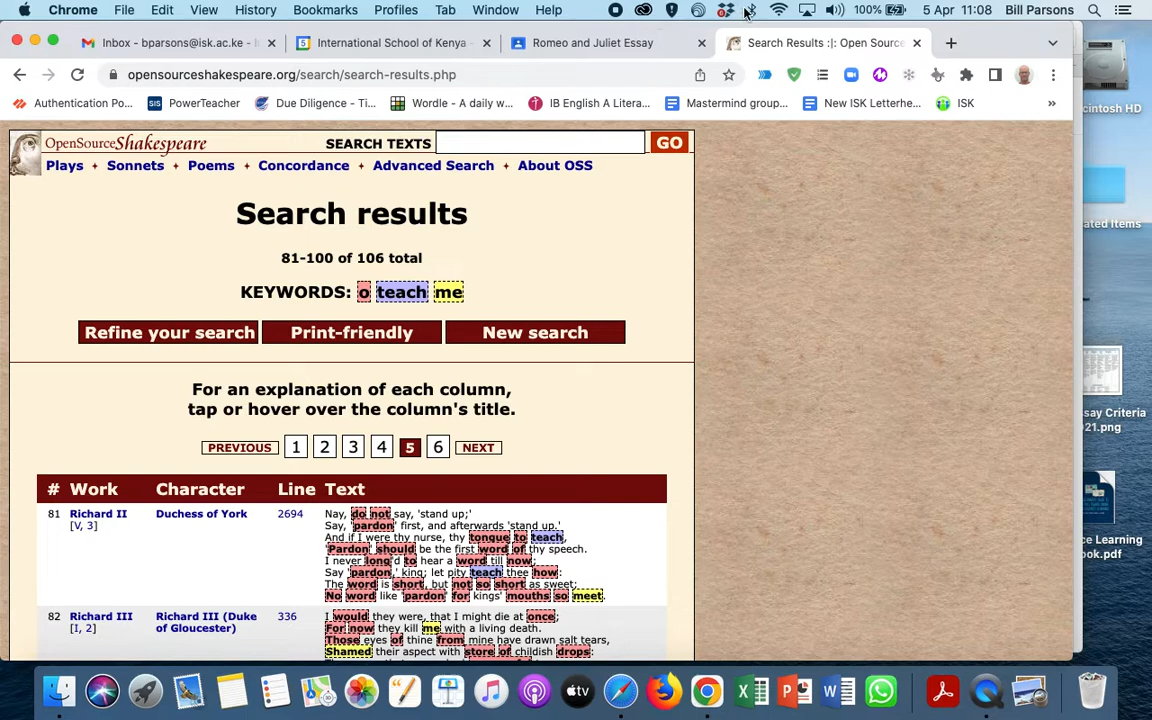 Chrome File Edit View History Bookmarks Profiles Tab Window Help 100% 5 Apr 11:08 Bill Parsons
Inbox - bparsons@isk.ac.ke - International School of Kenya - Romeo and Juliet Essay Search Results :|: Open Source
opensourceshakespeare.org/search/search-results.php
Authentication Po... PowerTeacher Due Diligence - Ti... Wordle - A daily w... IB English A Litera... Mastermind group... New ISK Letterhe... ISK »
OpenSourceShakespeare SEARCH TEXTS GO
Plays Sonnets Poems Concordance Advanced Search About OSS
Search results
81-100 of 106 total
KEYWORDS: o teach me
Refine your search Print-friendly New search
For an explanation of each column,
tap or hover over the column's title.
PREVIOUS 1 2 3 4 5 6 NEXT
# Work Character Line Text
81 Richard II Duchess of York 2694 Nay, do not say, 'stand up;'
[V, 3] Say, 'pardon' first, and afterwards 'stand up.'
And if I were thy nurse, thy tongue to teach,
'Pardon' should be the first word of thy speech.
I never long'd to hear a word till now;
Say 'pardon,' king; let pity teach thee how:
The word is short, but not so short as sweet;
No word like 'pardon' for kings' mouths so meet.
82 Richard III Richard III (Duke 336 I would they were, that I might die at once;
[I, 2] of Gloucester) For now they kill me with a living death.
Those eyes of thine from mine have drawn salt tears,
Shamed their aspect with store of childish drops:
cintosh HD
ated Items
say Criteria
021.png
ce Learning
ok.pdf